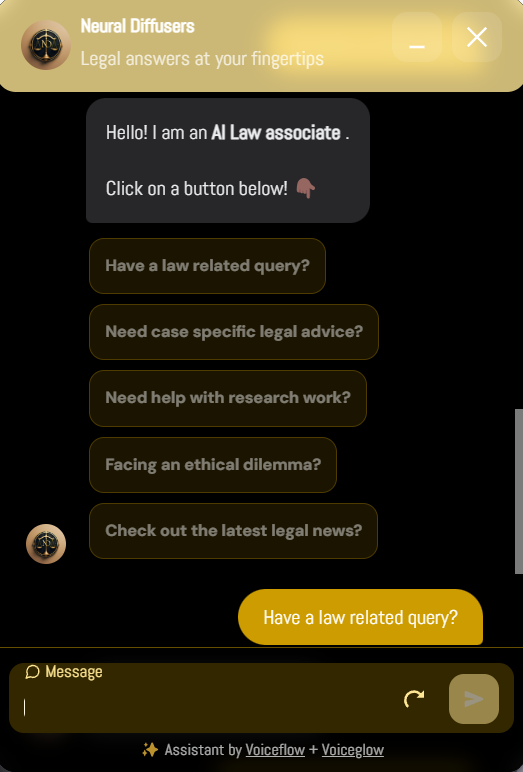 Neural Diffusers
Legal answers at your fingertips
Hello! I am an AI Law associate .
Click on a button below! 👇🏾
Have a law related query?
Need case specific legal advice?
Need help with research work?
Facing an ethical dilemma?
Check out the latest legal news?
Have a law related query?
Message
✨ Assistant by Voiceflow + Voiceglow